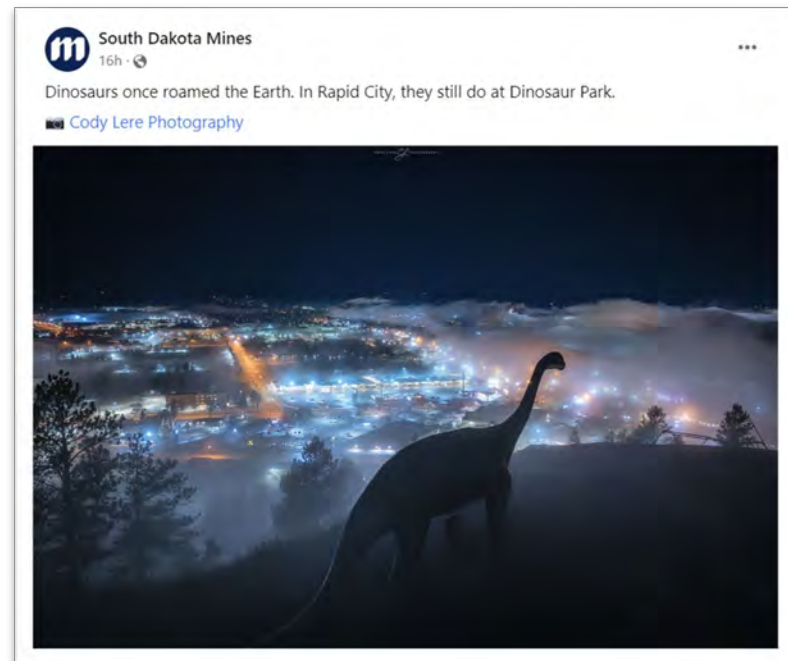 South Dakota Mines
16h
Dinosaurs once roamed the Earth. In Rapid City, they still do at Dinosaur Park.
Cody Lere Photography